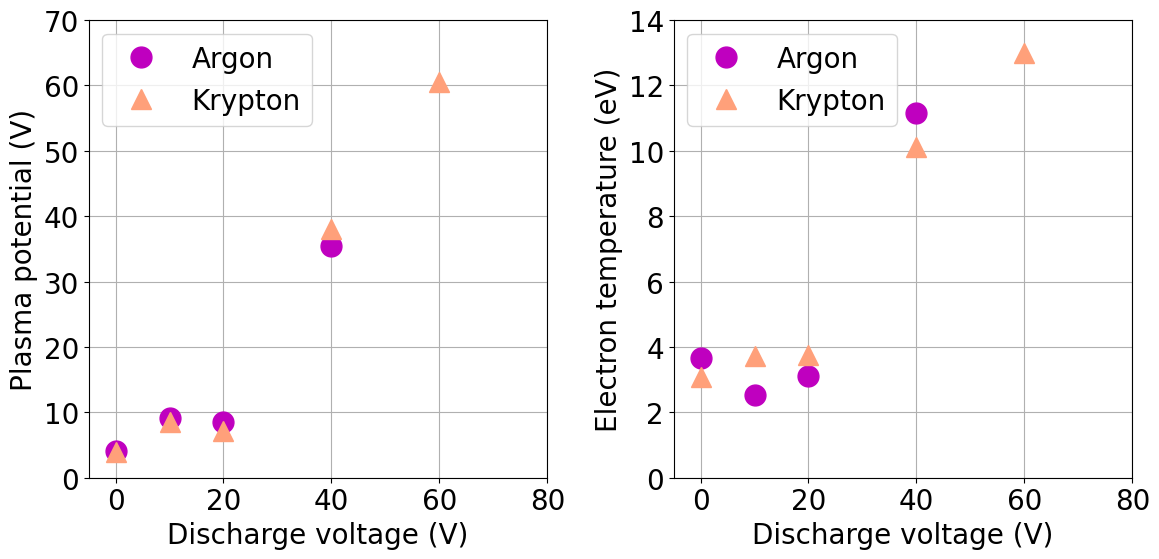 Plasma potential (V)
70
60
50
40
30
20
10
0
Argon
Krypton
0 20 40 60 80
Discharge voltage (V)
Electron temperature (eV)
14
12
10
8
6
4
2
0
Argon
Krypton
0 20 40 60 80
Discharge voltage (V)